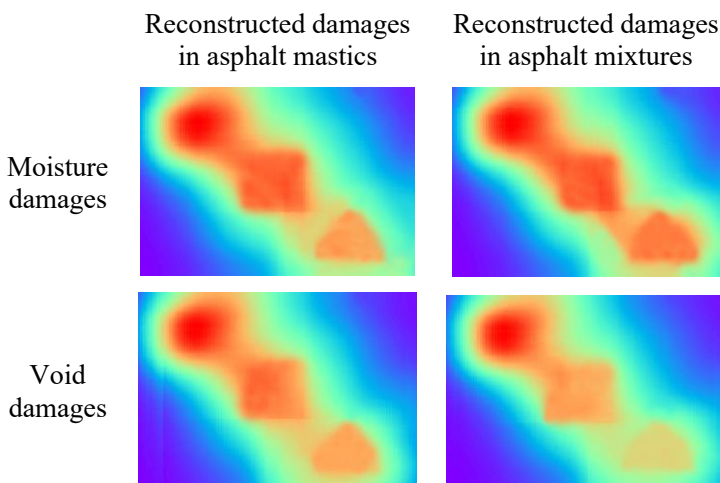 Reconstructed damages
in asphalt mastics
Reconstructed damages
in asphalt mixtures
Moisture
damages
Void
damages